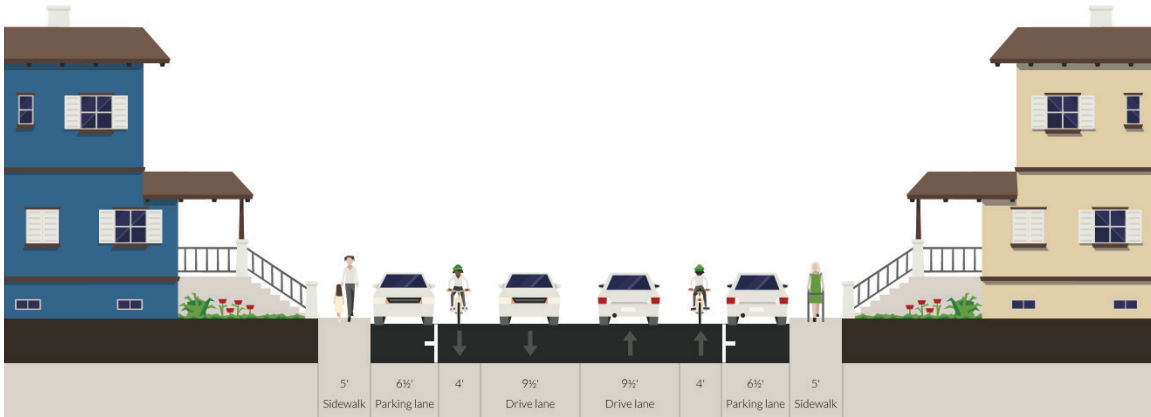 5' 6½' 4' 9½' 9½' 4' 6½' 5'
Sidewalk Parking lane Drive lane Drive lane Parking lane Sidewalk